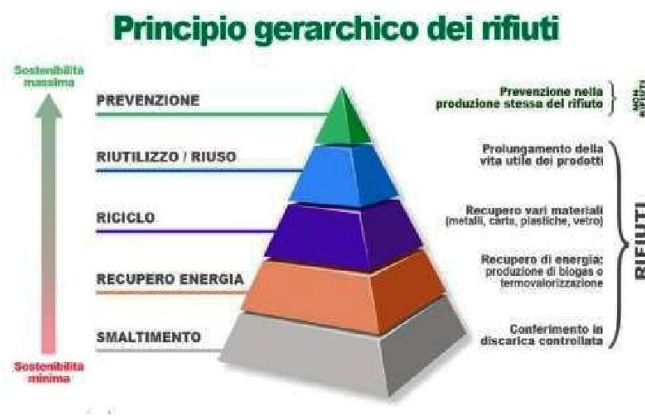 Principio gerarchico dei rifiuti
Sostenibilità
massima
PREVENZIONE
Prevenzione nella
produzione stessa del rifiuto
NON
RIFIUTI
RIUTILIZZO / RIUSO
Prolungamento della
vita utile dei prodotti
RICICLO
Recupero vari materiali
(metalli, carta, plastiche, vetro)
RIFIUTI
RECUPERO ENERGIA
Recupero di energia:
produzione di biogas o
termovalorizzazione
SMALTIMENTO
Conferimento in
discarica controllata
Sostenibilità
minima